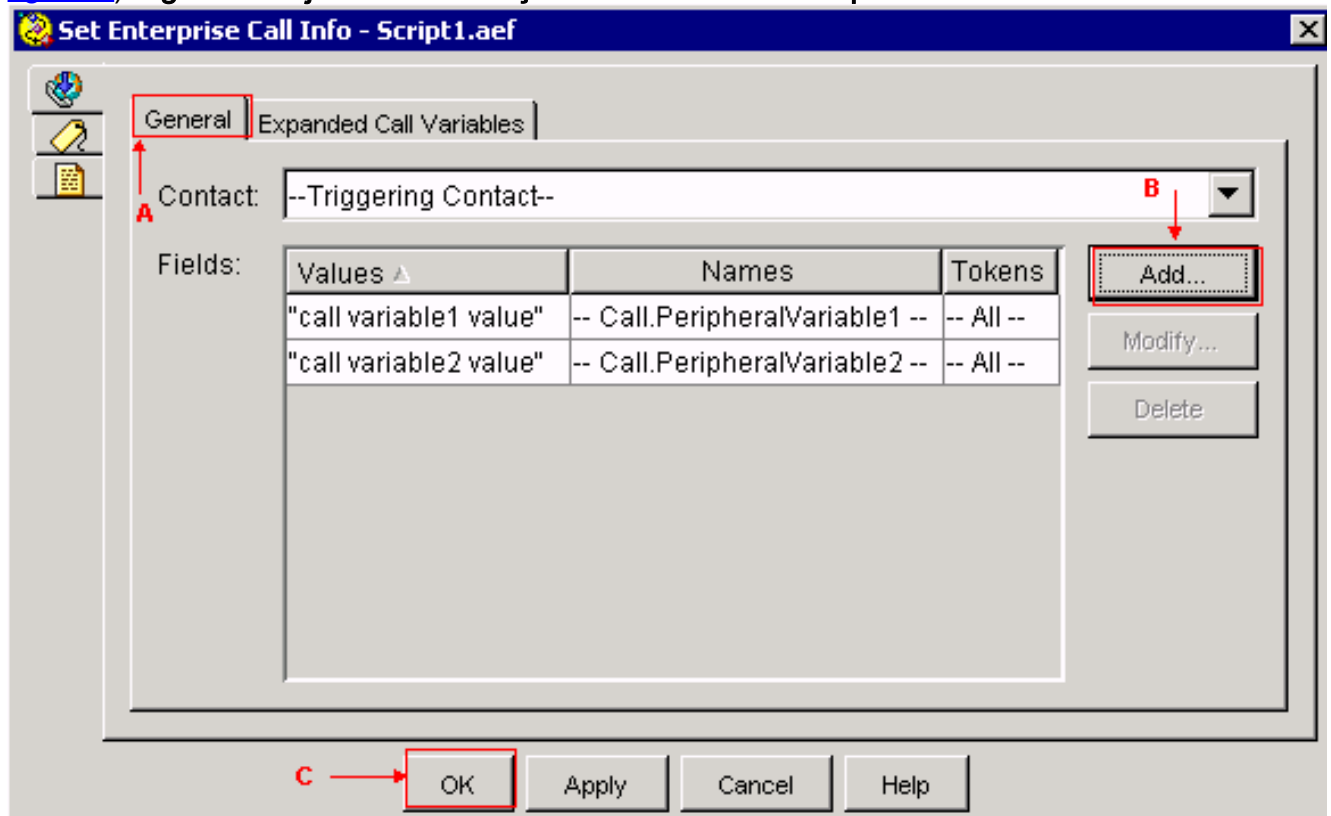 Set Enterprise Call Info - Script1.aef
General Expanded Call Variables
A
Contact: --Triggering Contact--
B
Fields:
Values Names Tokens
"call variable1 value" -- Call.PeripheralVariable1 -- -- All --
"call variable2 value" -- Call.PeripheralVariable2 -- -- All --
Add...
Modify...
Delete
C
OK Apply Cancel Help